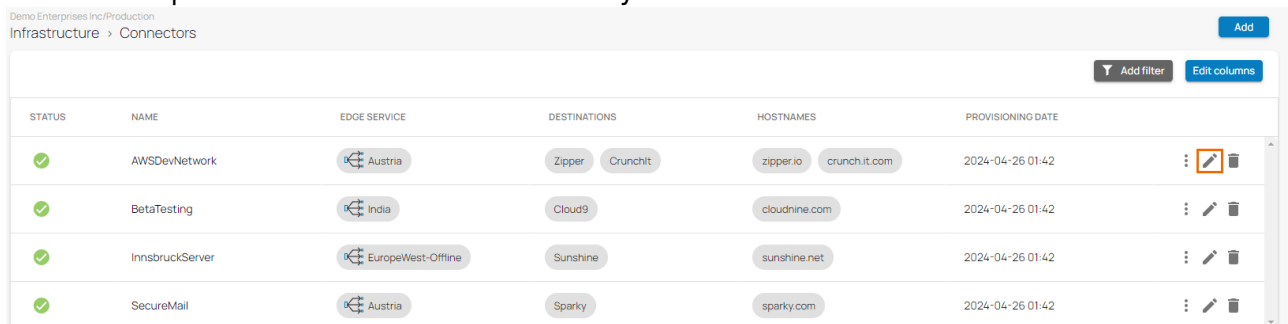 Demo Enterprises Inc/Production
Infrastructure > Connectors
Add
Add filter
Edit columns
STATUS NAME EDGE SERVICE DESTINATIONS HOSTNAMES PROVISIONING DATE
AWSDevNetwork Austria Zipper CrunchIt zipper.io crunch.it.com 2024-04-26 01:42
BetaTesting India Cloud9 cloudnine.com 2024-04-26 01:42
InnsbruckServer EuropeWest-Offline Sunshine sunshine.net 2024-04-26 01:42
SecureMail Austria Sparky sparky.com 2024-04-26 01:42